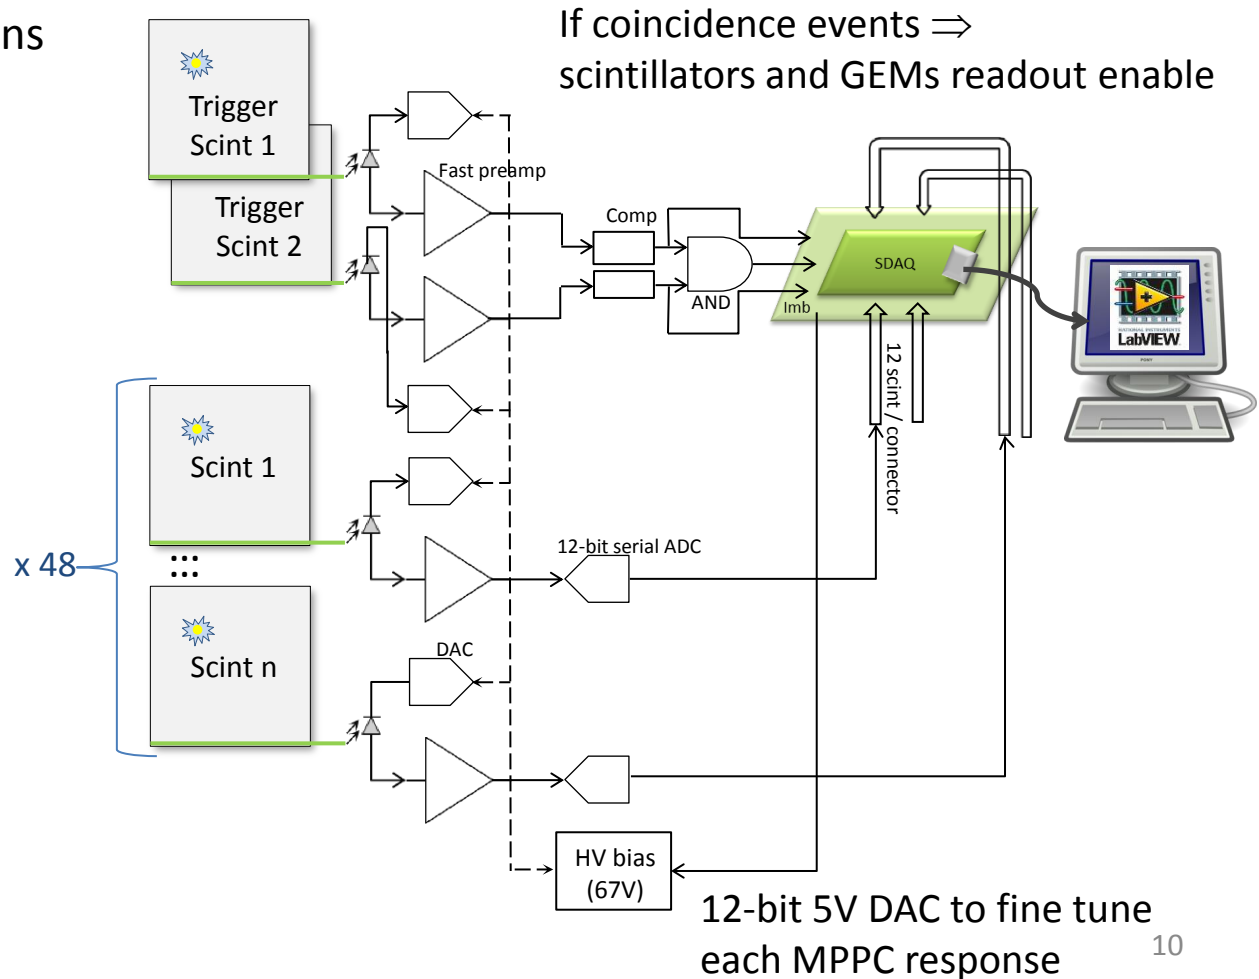 ns
If coincidence events ⇒
scintillators and GEMs readout enable
Trigger
Scint 1
Trigger
Scint 2
Fast preamp
Comp
AND
Imb
SDAQ
12 scint / connector
NATIONAL INSTRUMENTS
LabVIEW
Scint 1
x 48
:::
Scint n
12-bit serial ADC
DAC
HV bias
(67V)
12-bit 5V DAC to fine tune
each MPPC response
10